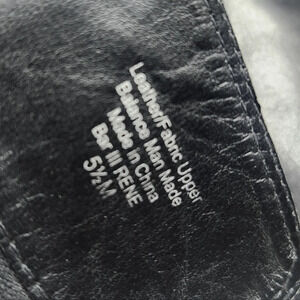 Leather/Fabric Upper
Balance Man Made
Made in China
Bar III RENE
5½M